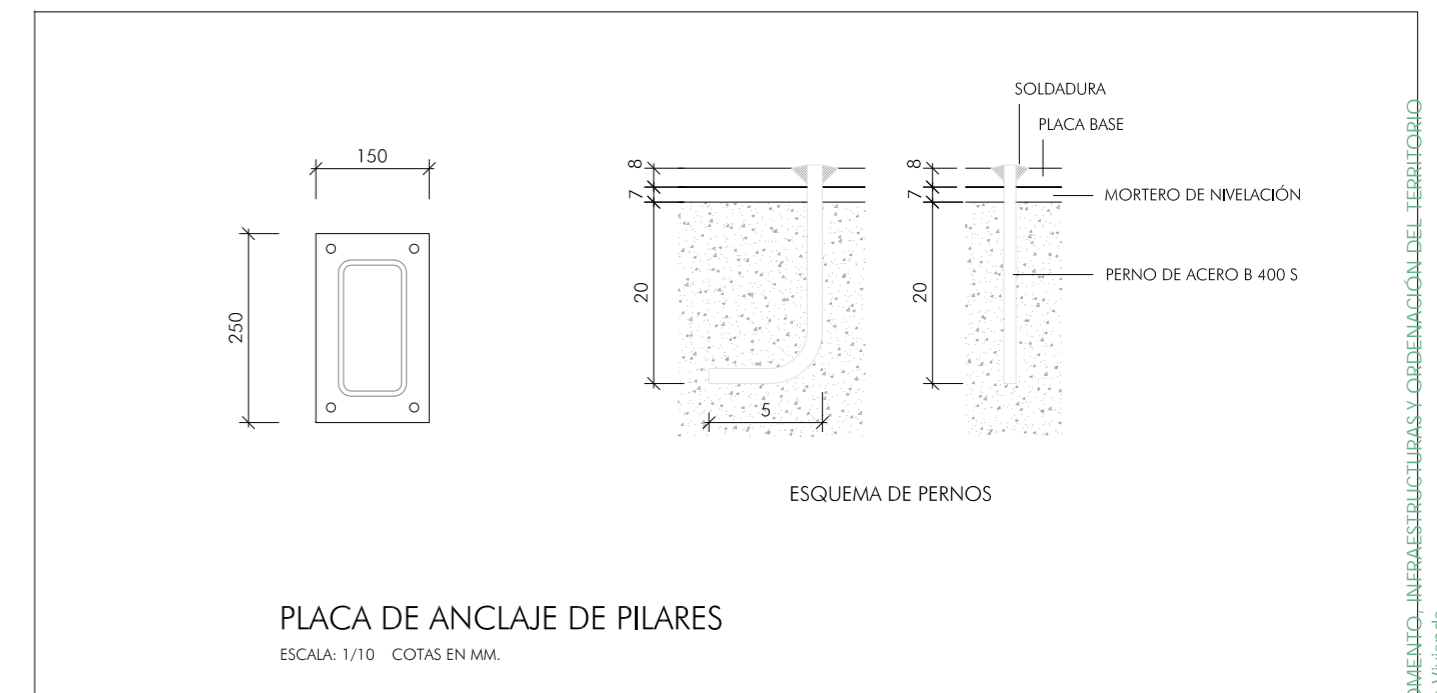 SOLDADURA
PLACA BASE
150
8
7
8
7
MORTERO DE NIVELACIÓN
PERNO DE ACERO B 400 S
20
20
250
5
ESQUEMA DE PERNOS
PLACA DE ANCLAJE DE PILARES
ESCALA: 1/10 COTAS EN MM.
INFRAESTRUCTURAS Y ORDENACIÓN DEL TERRITORIO
Vivienda